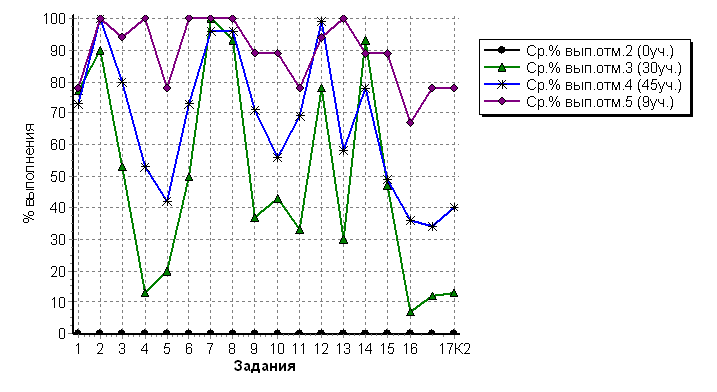 % выполнения
100
90
80
70
60
50
40
30
20
10
0
1 2 3 4 5 6 7 8 9 10 11 12 13 14 15 16 17К2
Задания
Ср.% вып.отм.2 (0уч.)
Ср.% вып.отм.3 (30уч.)
Ср.% вып.отм.4 (45уч.)
Ср.% вып.отм.5 (9уч.)